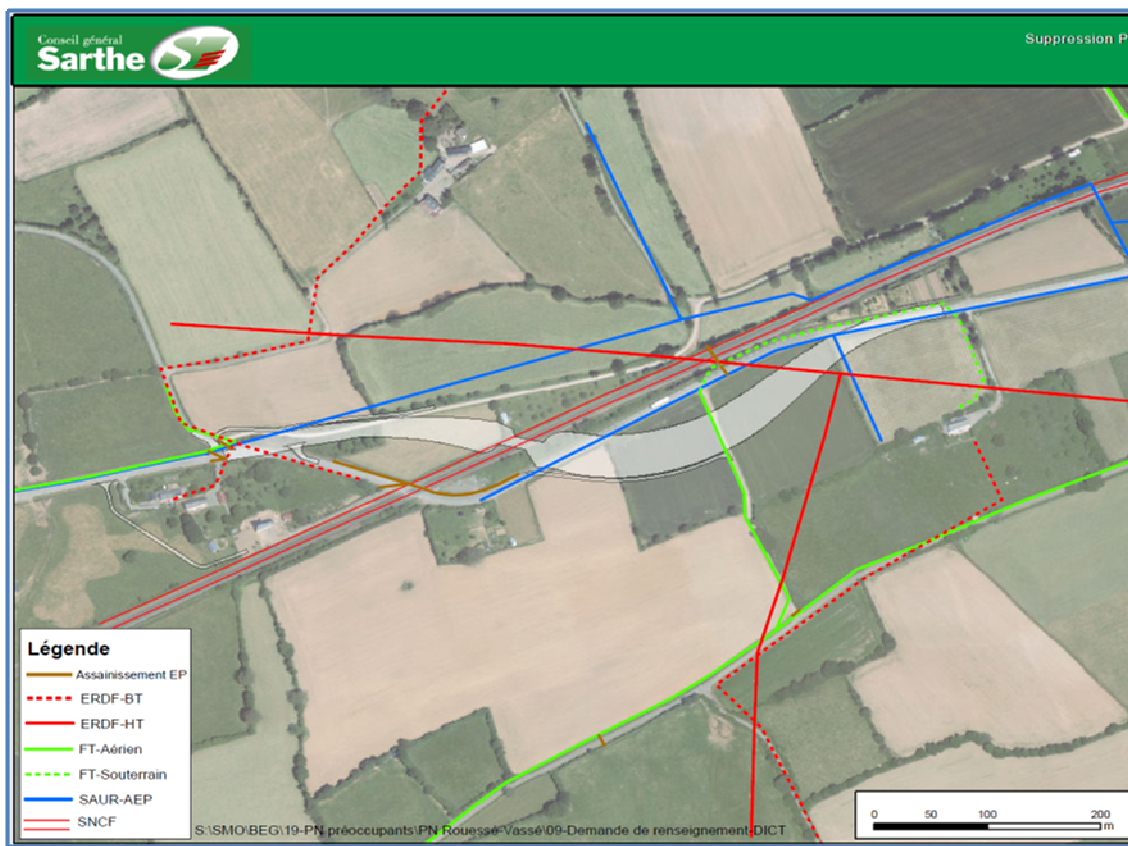 Conseil général
Sarthe
Suppression P
Légende
Assainissement EP
ERDF-BT
ERDF-HT
FT-Aérien
FT-Souterrain
SAUR-AEP
SNCF
S:\SMO\BEG\19-PN préoccupants\PN Rouessé-Vassé\09-Demande de renseignement-DICT
0 50 100 200
m